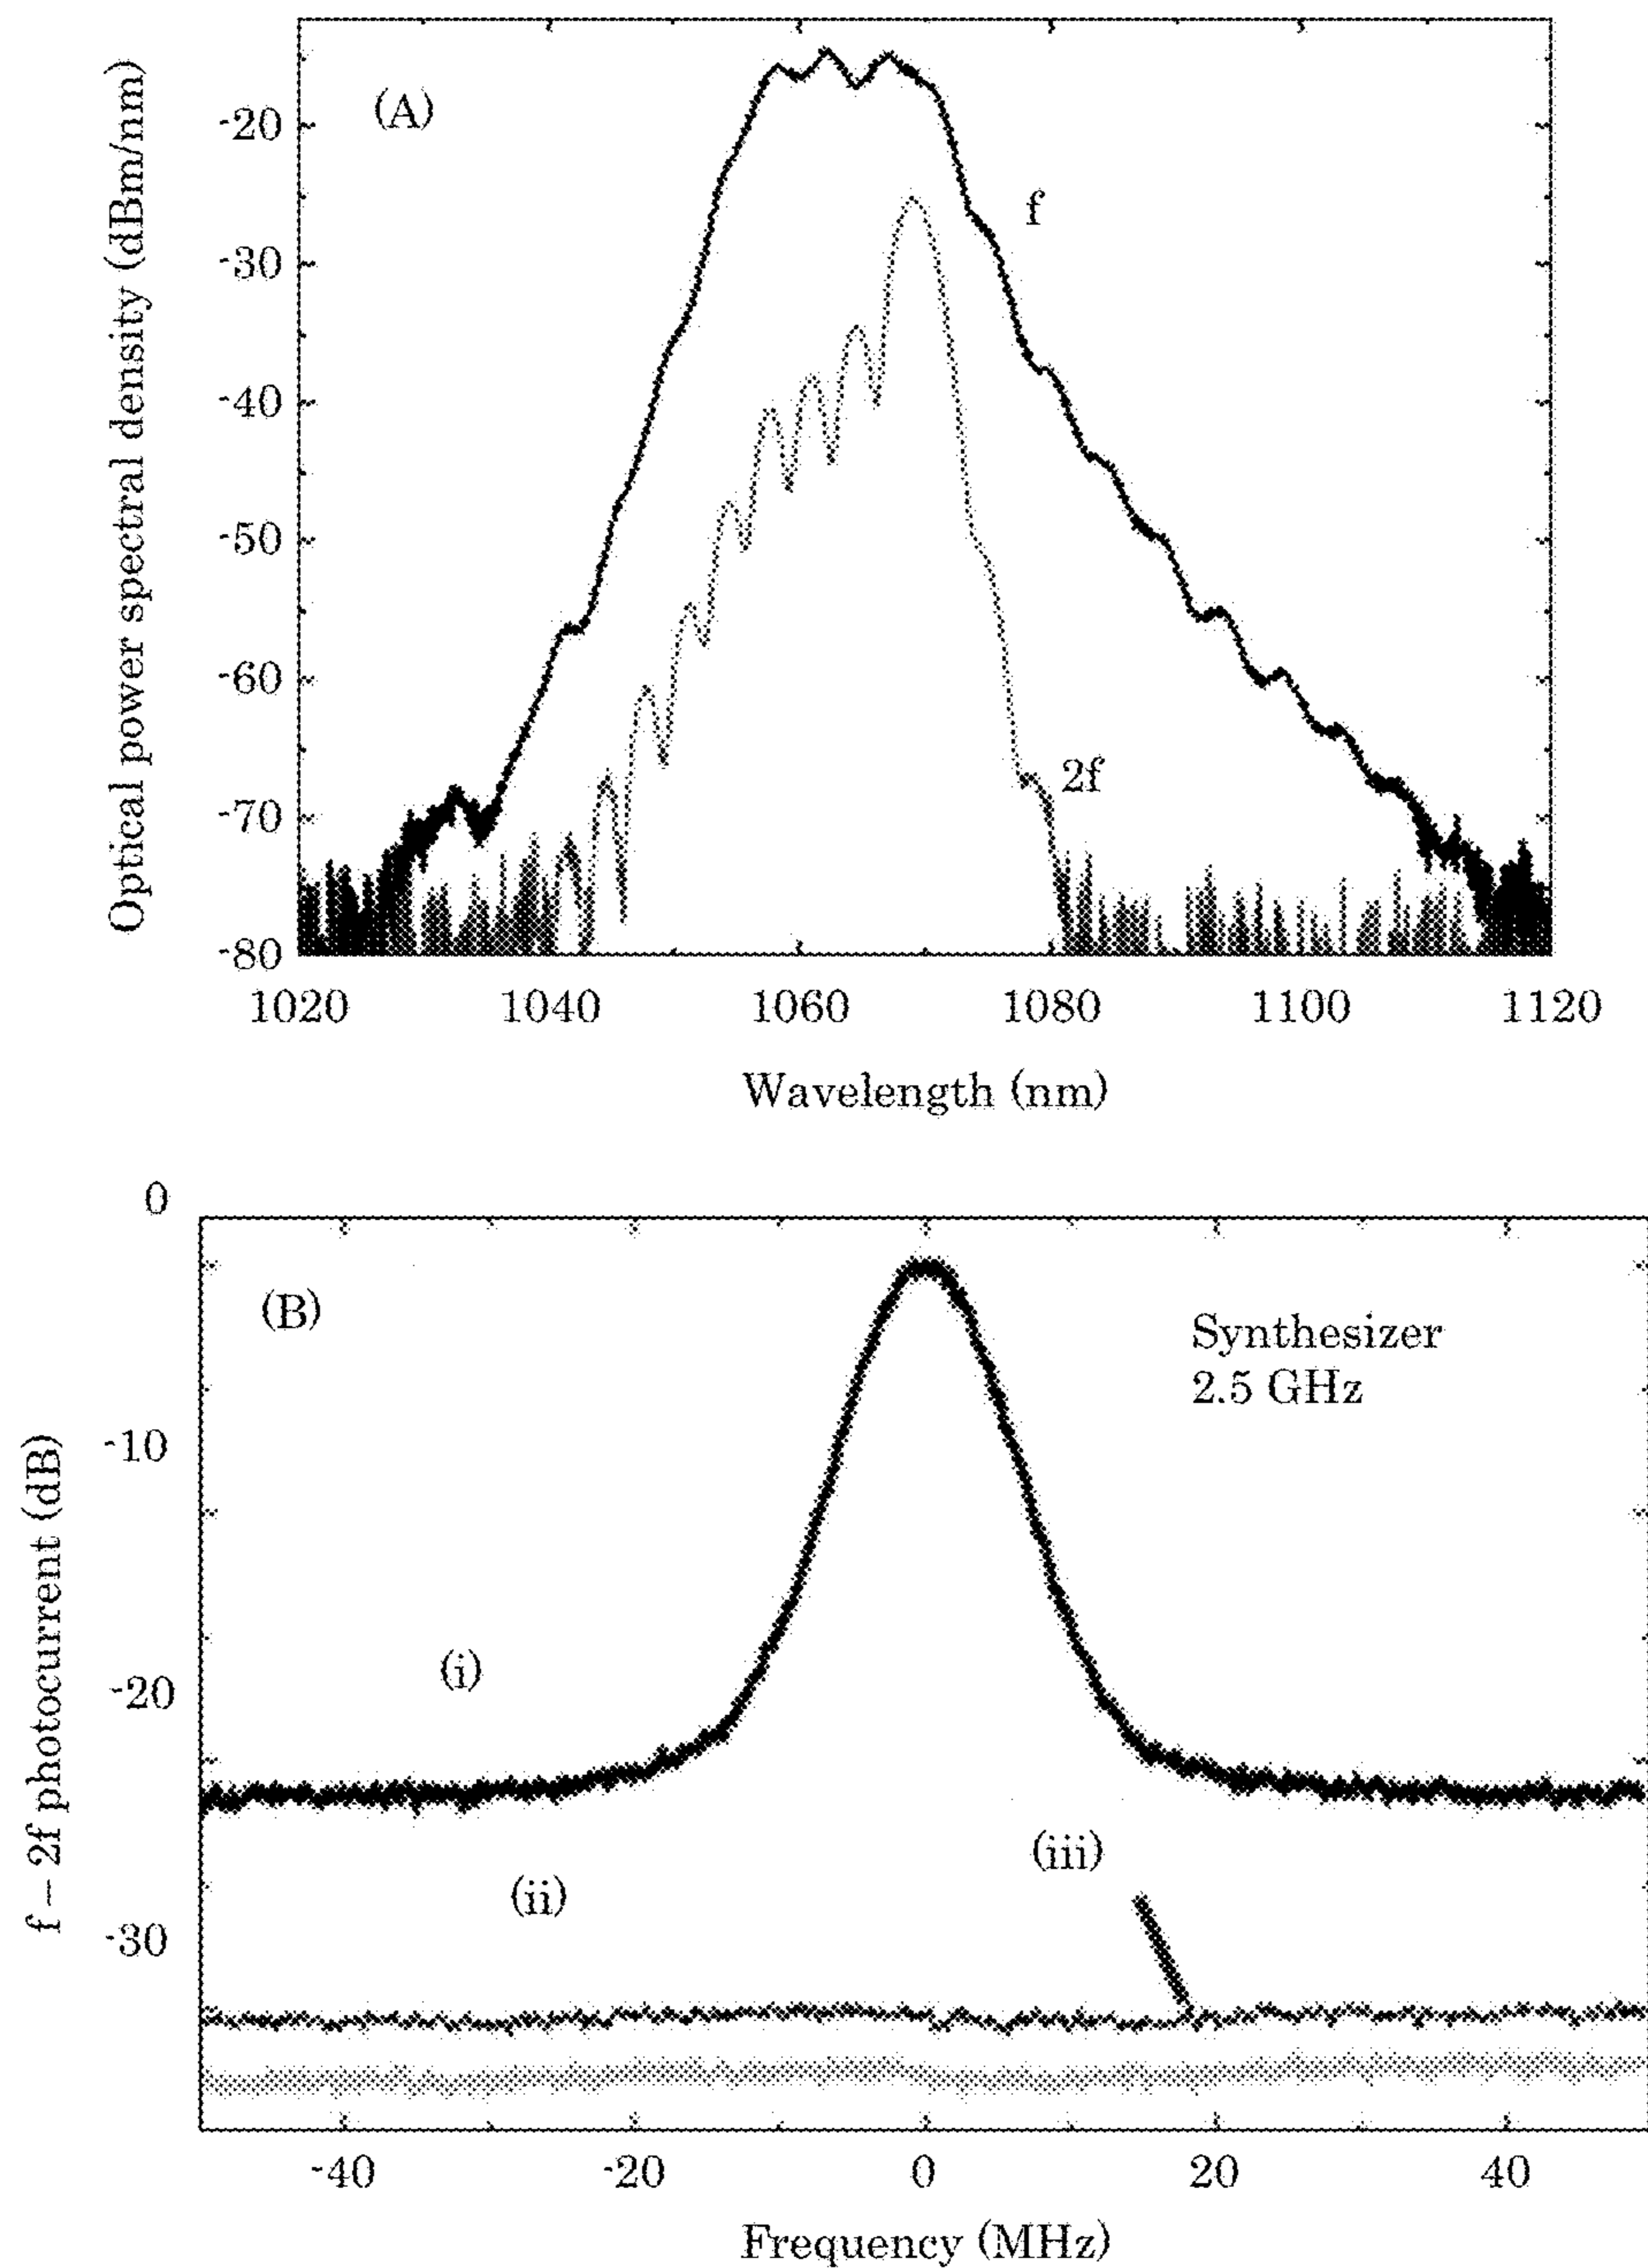 Optical power spectral density (dBm/nm)
(A)
-20
-30
-40
-50
-60
-70
-80
f
2f
1020 1040 1060 1080 1100 1120
Wavelength (nm)
f – 2f photocurrent (dB)
0
-10
-20
-30
(B)
Synthesizer
2.5 GHz
(i)
(ii)
(iii)
-40 -20 0 20 40
Frequency (MHz)